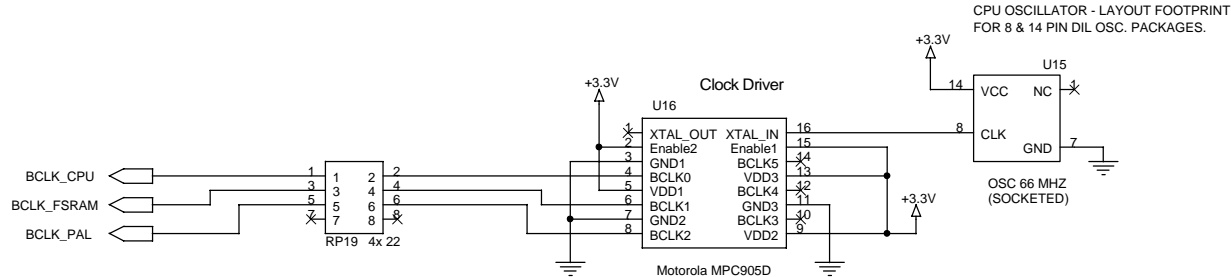 CPU OSCILLATOR - LAYOUT FOOTPRINT
FOR 8 & 14 PIN DIL OSC. PACKAGES.
+3.3V
U15
14 VCC NC 1
8 CLK
GND 7
OSC 66 MHZ
(SOCKETED)
+3.3V
Clock Driver
U16
1 XTAL_OUT XTAL_IN 16
2 Enable2 Enable1 15
3 GND1 BCLK5 14
4 BCLK0 VDD3 13
5 VDD1 BCLK4 12
6 BCLK1 GND3 11
7 GND2 BCLK3 10
8 BCLK2 VDD2 9
+3.3V
Motorola MPC905D
BCLK_CPU 1 1 2 2
BCLK_FSRAM 3 3 4 4
BCLK_PAL 5 5 6 6
7 7 8 8
RP19 4x 22